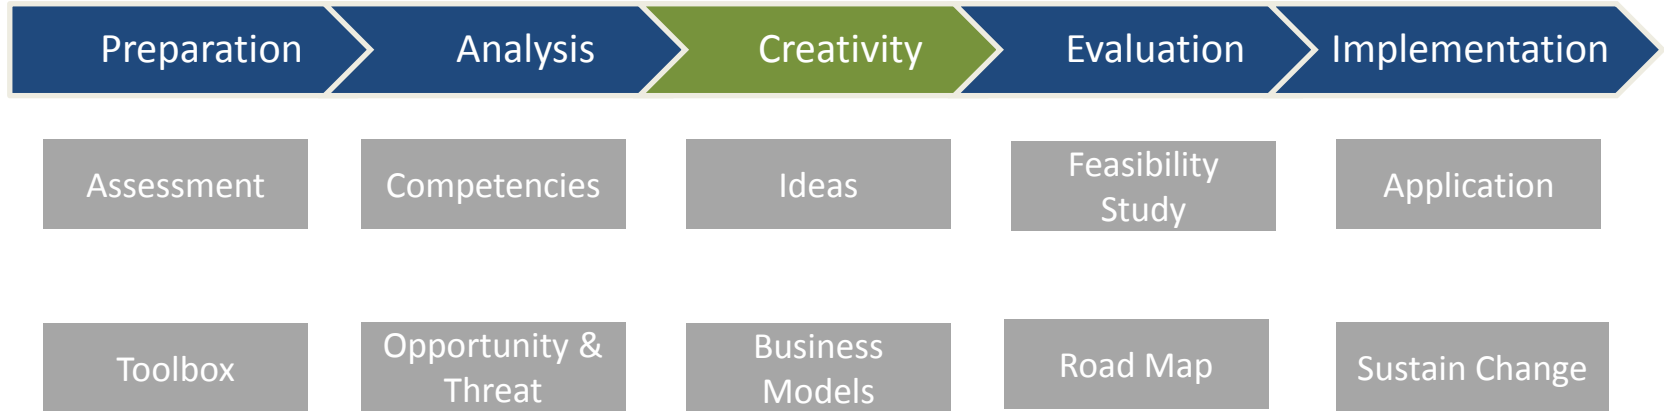 Preparation
Analysis
Creativity
Evaluation
Implementation
Assessment
Competencies
Ideas
Feasibility
Study
Application
Toolbox
Opportunity &
Threat
Business
Models
Road Map
Sustain Change